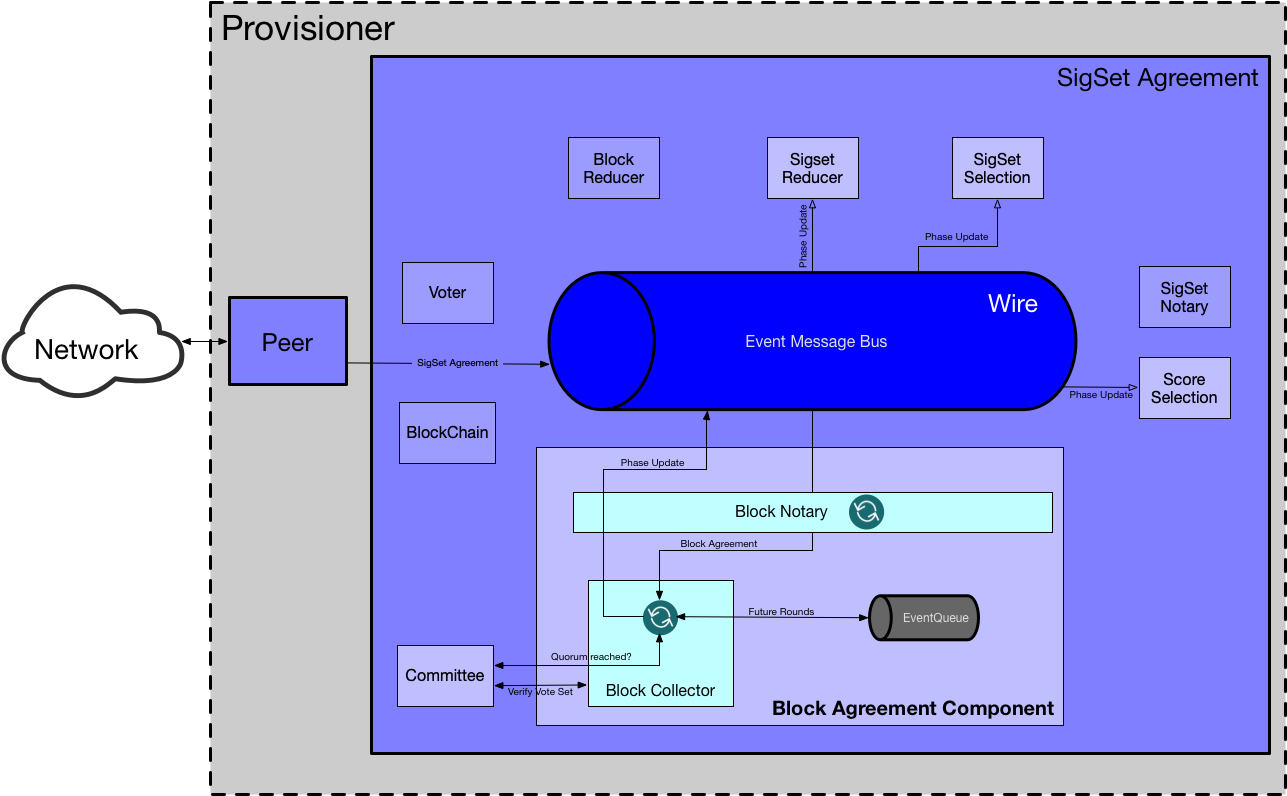 Provisioner
SigSet Agreement
Block
Reducer
Sigset
Reducer
SigSet
Selection
Phase Update
Phase Update
Voter
Wire
SigSet
Notary
Network
Peer
Event Message Bus
SigSet Agreement
Score
Selection
Phase Update
BlockChain
Phase Update
Block Notary
Block Agreement
Future Rounds
EventQueue
Quorum reached?
Committee
Verify Vote Set
Block Collector
Block Agreement Component